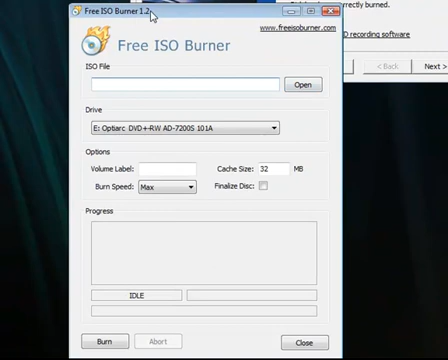 Free ISO Burner 1.2
www.freeisoburner.com
Free ISO Burner
ISO File
Open
Drive
E: Optiarc DVD+-RW AD-7200S 101A
Options
Volume Label:
Cache Size: 32 MB
Burn Speed: Max
Finalize Disc:
Progress
IDLE
Burn Abort Close
correctly burned.
D recording software
< Back Next >